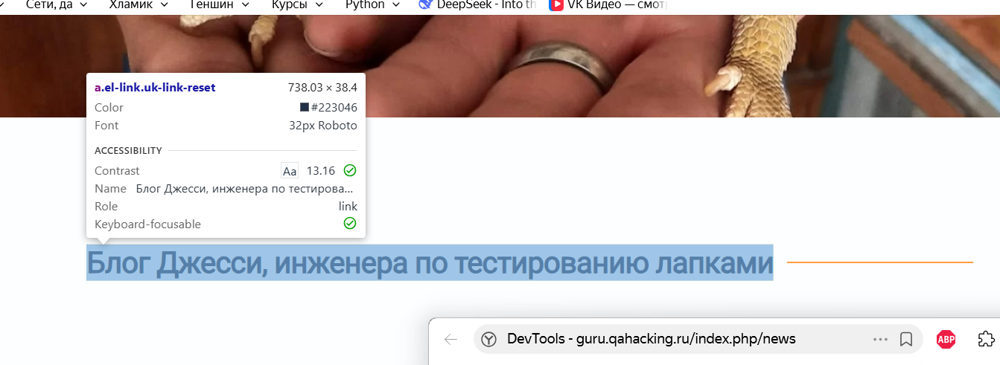 Сети, да
Хламик
Геншин
Курсы
Python
DeepSeek - Into th
VK Видео — смот
a.el-link.uk-link-reset 738.03 × 38.4
Color #223046
Font 32px Roboto
ACCESSIBILITY
Contrast Aa 13.16
Name Блог Джесси, инженера по тестирова...
Role link
Keyboard-focusable
Блог Джесси, инженера по тестированию лапками
DevTools - guru.qahacking.ru/index.php/news
ABP